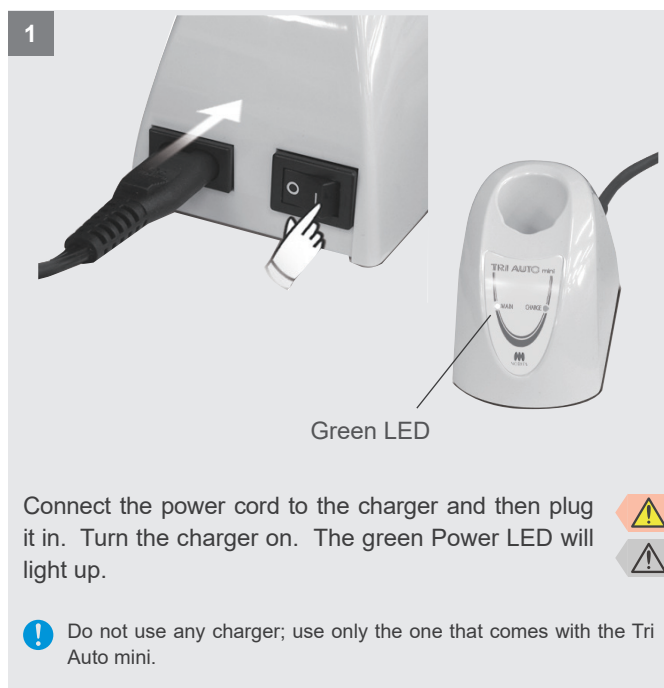 1
O I
TRI AUTO mini
MAIN CHARGE
Green LED
Connect the power cord to the charger and then plug
it in. Turn the charger on. The green Power LED will
light up.
Do not use any charger; use only the one that comes with the Tri
Auto mini.